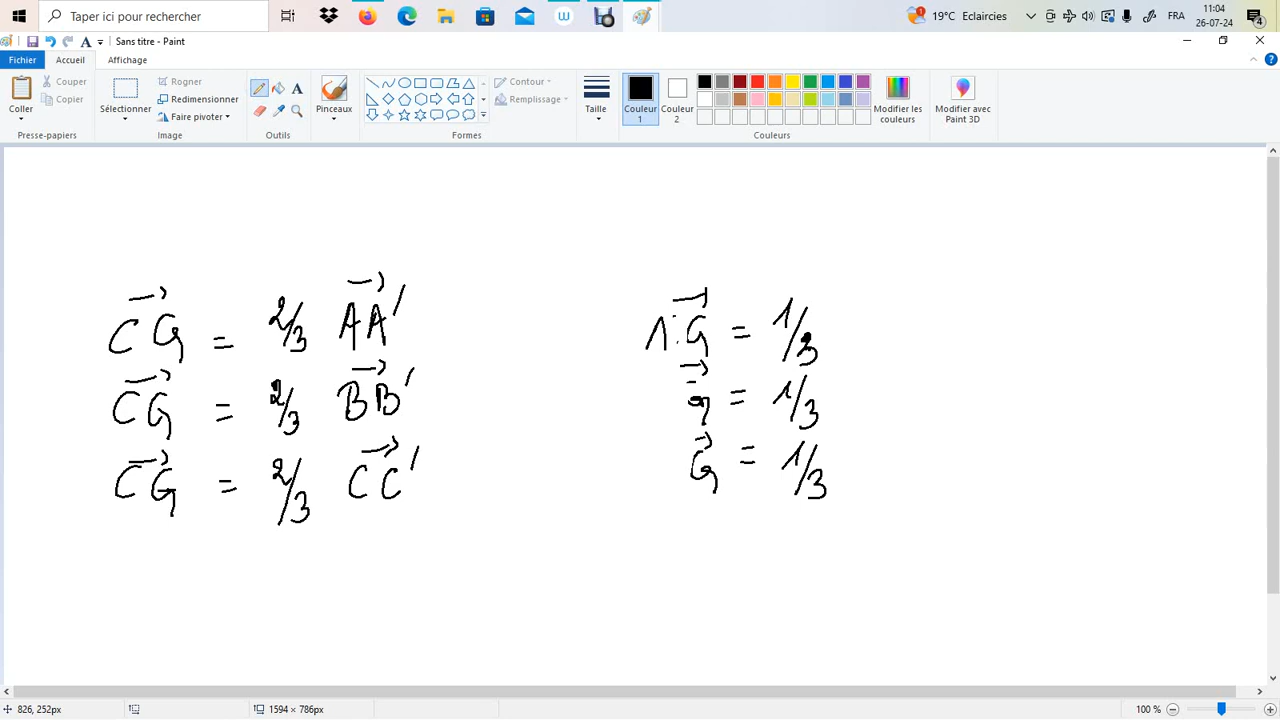 Taper ici pour rechercher
19°C Eclaircies
FRA
11:04
26-07-24
4
Sans titre - Paint
Fichier
Accueil
Affichage
Coller
Couper
Copier
Presse-papiers
Sélectionner
Rogner
Redimensionner
Faire pivoter
Image
Outils
Pinceaux
Contour
Remplissage
Formes
Taille
Couleur 1
Couleur 2
Modifier les couleurs
Couleurs
Modifier avec Paint 3D
CG = 2/3 AA'
CG = 2/3 BB'
CG = 2/3 CC'
G = 1/3
G = 1/3
G = 1/3
826, 252px
1594 × 786px
100 %